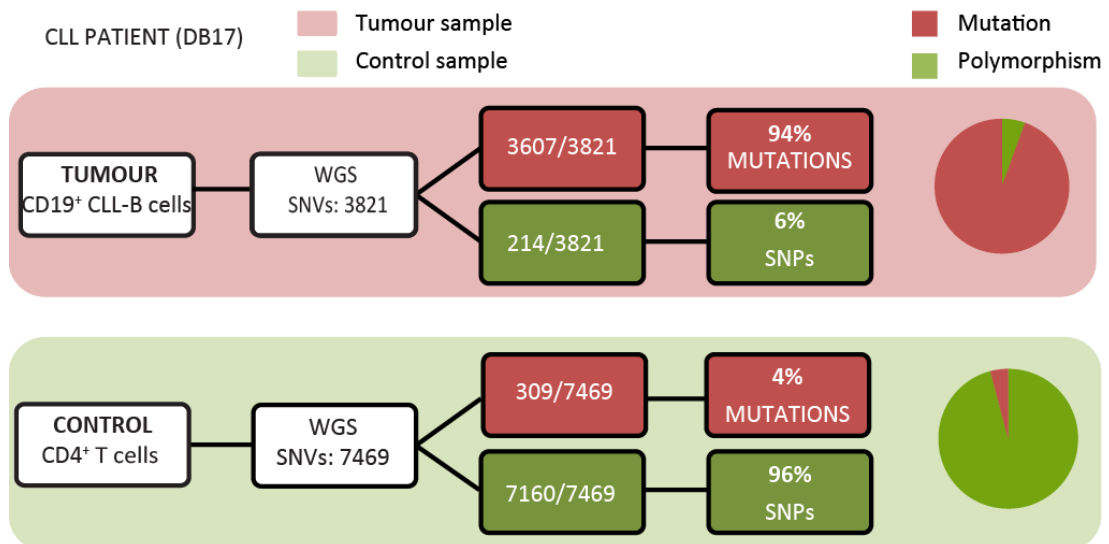 CLL PATIENT (DB17)
Tumour sample
Control sample
Mutation
Polymorphism
TUMOUR
CD19⁺ CLL-B cells
WGS
SNVs: 3821
3607/3821
94%
MUTATIONS
214/3821
6%
SNPs
CONTROL
CD4⁺ T cells
WGS
SNVs: 7469
309/7469
4%
MUTATIONS
7160/7469
96%
SNPs